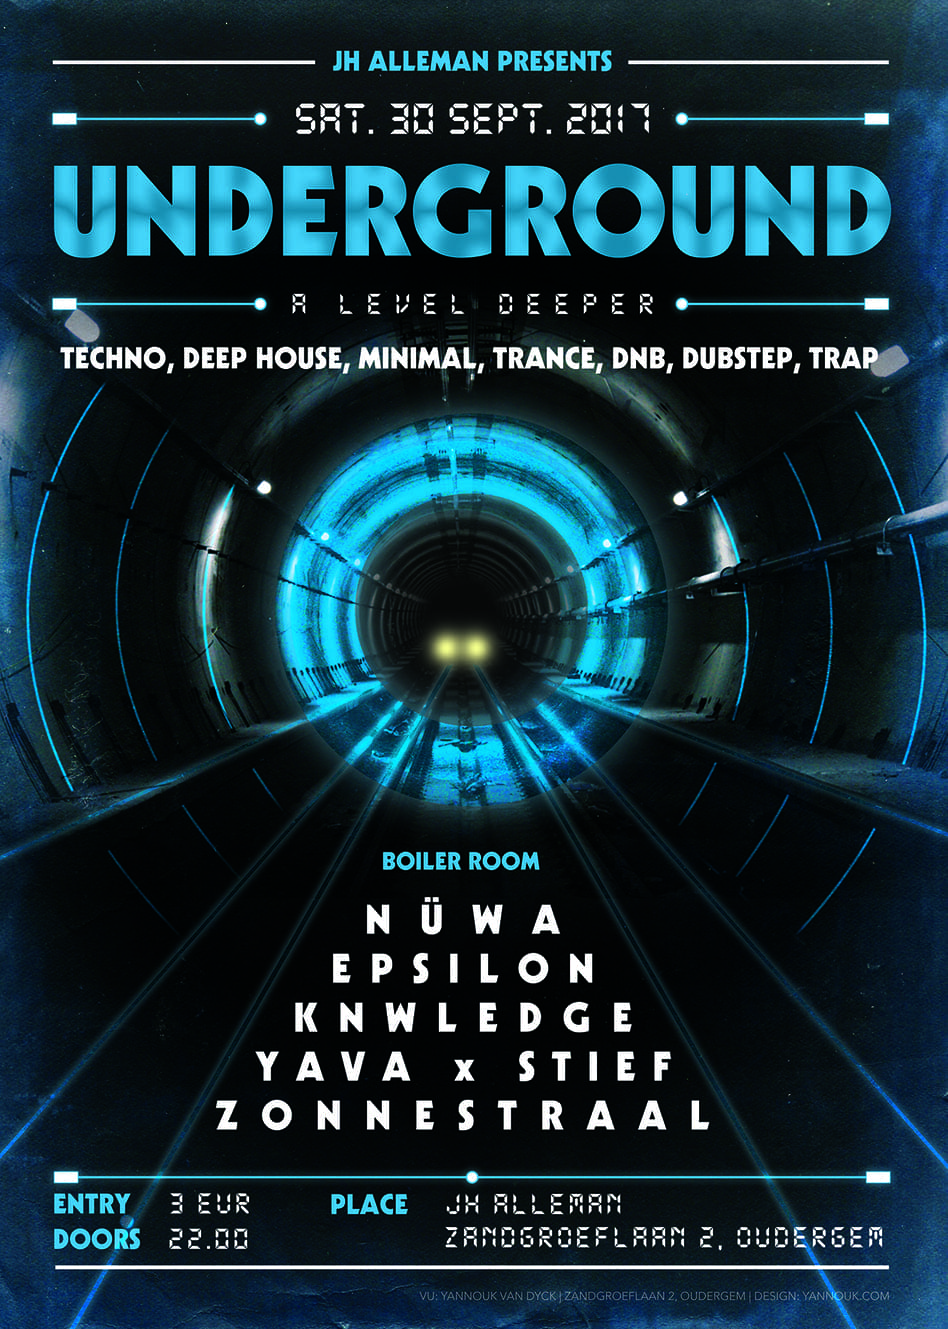 JH ALLEMAN PRESENTS
SAT. 30 SEPT. 2017
UNDERGROUND
A LEVEL DEEPER
TECHNO, DEEP HOUSE, MINIMAL, TRANCE, DNB, DUBSTEP, TRAP
BOILER ROOM
NÜWA
EPSILON
KNWLEDGE
YAVA x STIEF
ZONNESTRAAL
ENTRY 3 EUR PLACE JH ALLEMAN
DOORS 22.00 ZANDGROEFLAAN 2, OUDERGEM
VU: YANNOUK VAN DYCK | ZANDGROEFLAAN 2, OUDERGEM | DESIGN: YANNOUK.COM